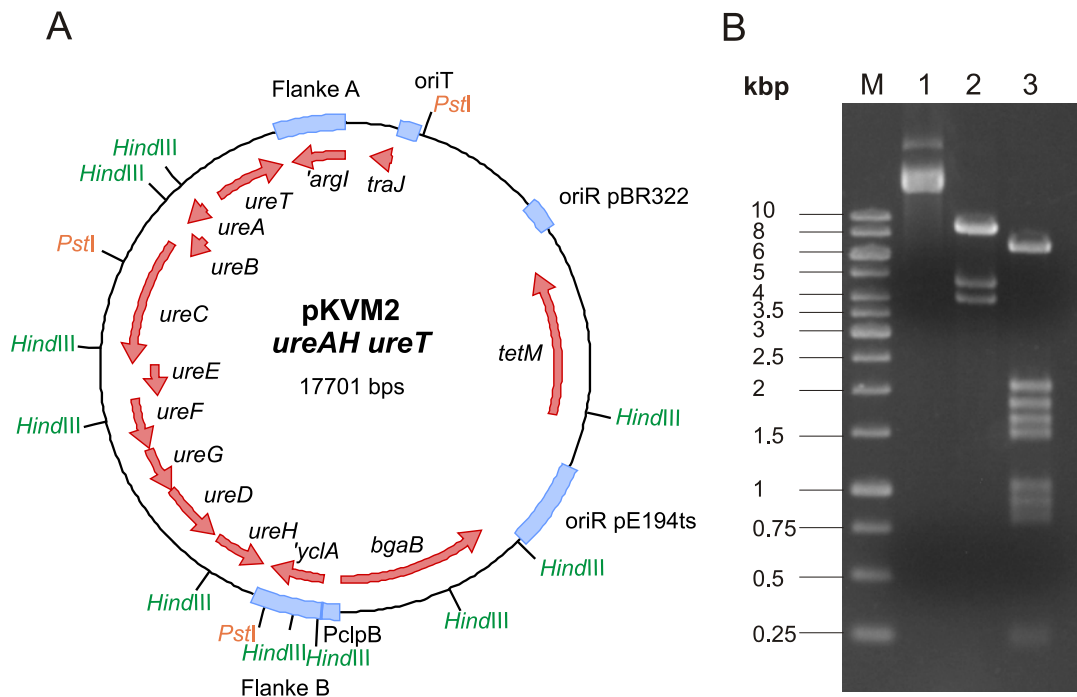 A
B
oriT
Flanke A
PstI
kbp
M
1
2
3
HindIII
HindIII
'argI
traJ
ureT
ureA
oriR pBR322
PstI
ureB
10
8
6
5
4
3.5
3
2.5
2
1.5
1
0.75
0.5
0.25
ureC
pKVM2
ureAH ureT
17701 bps
tetM
HindIII
ureE
ureF
HindIII
HindIII
ureG
ureD
ureH
'yclA
bgaB
oriR pE194ts
HindIII
HindIII
HindIII
PstI
HindIII
PclpB
HindIII
Flanke B